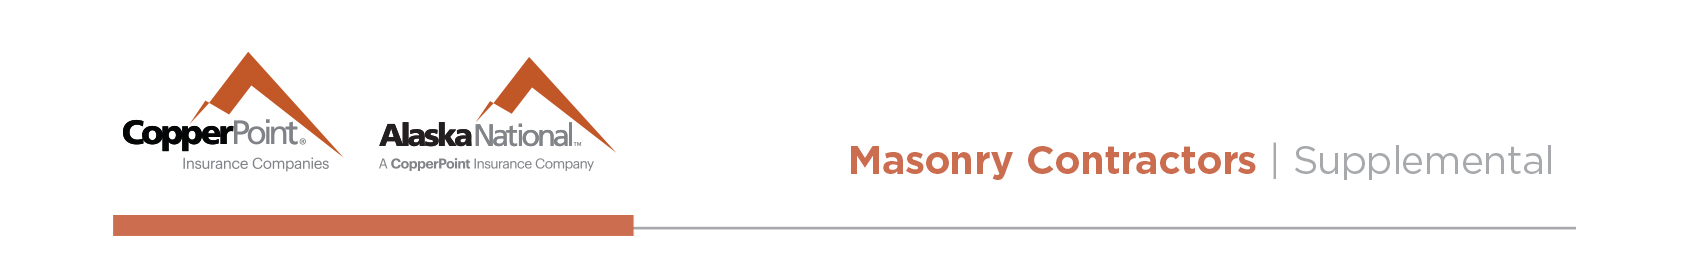 CopperPoint®
Insurance Companies
AlaskaNational™
A CopperPoint Insurance Company
Masonry Contractors | Supplemental